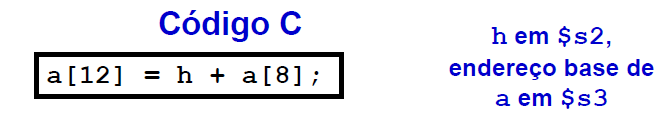 Código C
a[12] = h + a[8];
h em $s2,
endereço base de
a em $s3